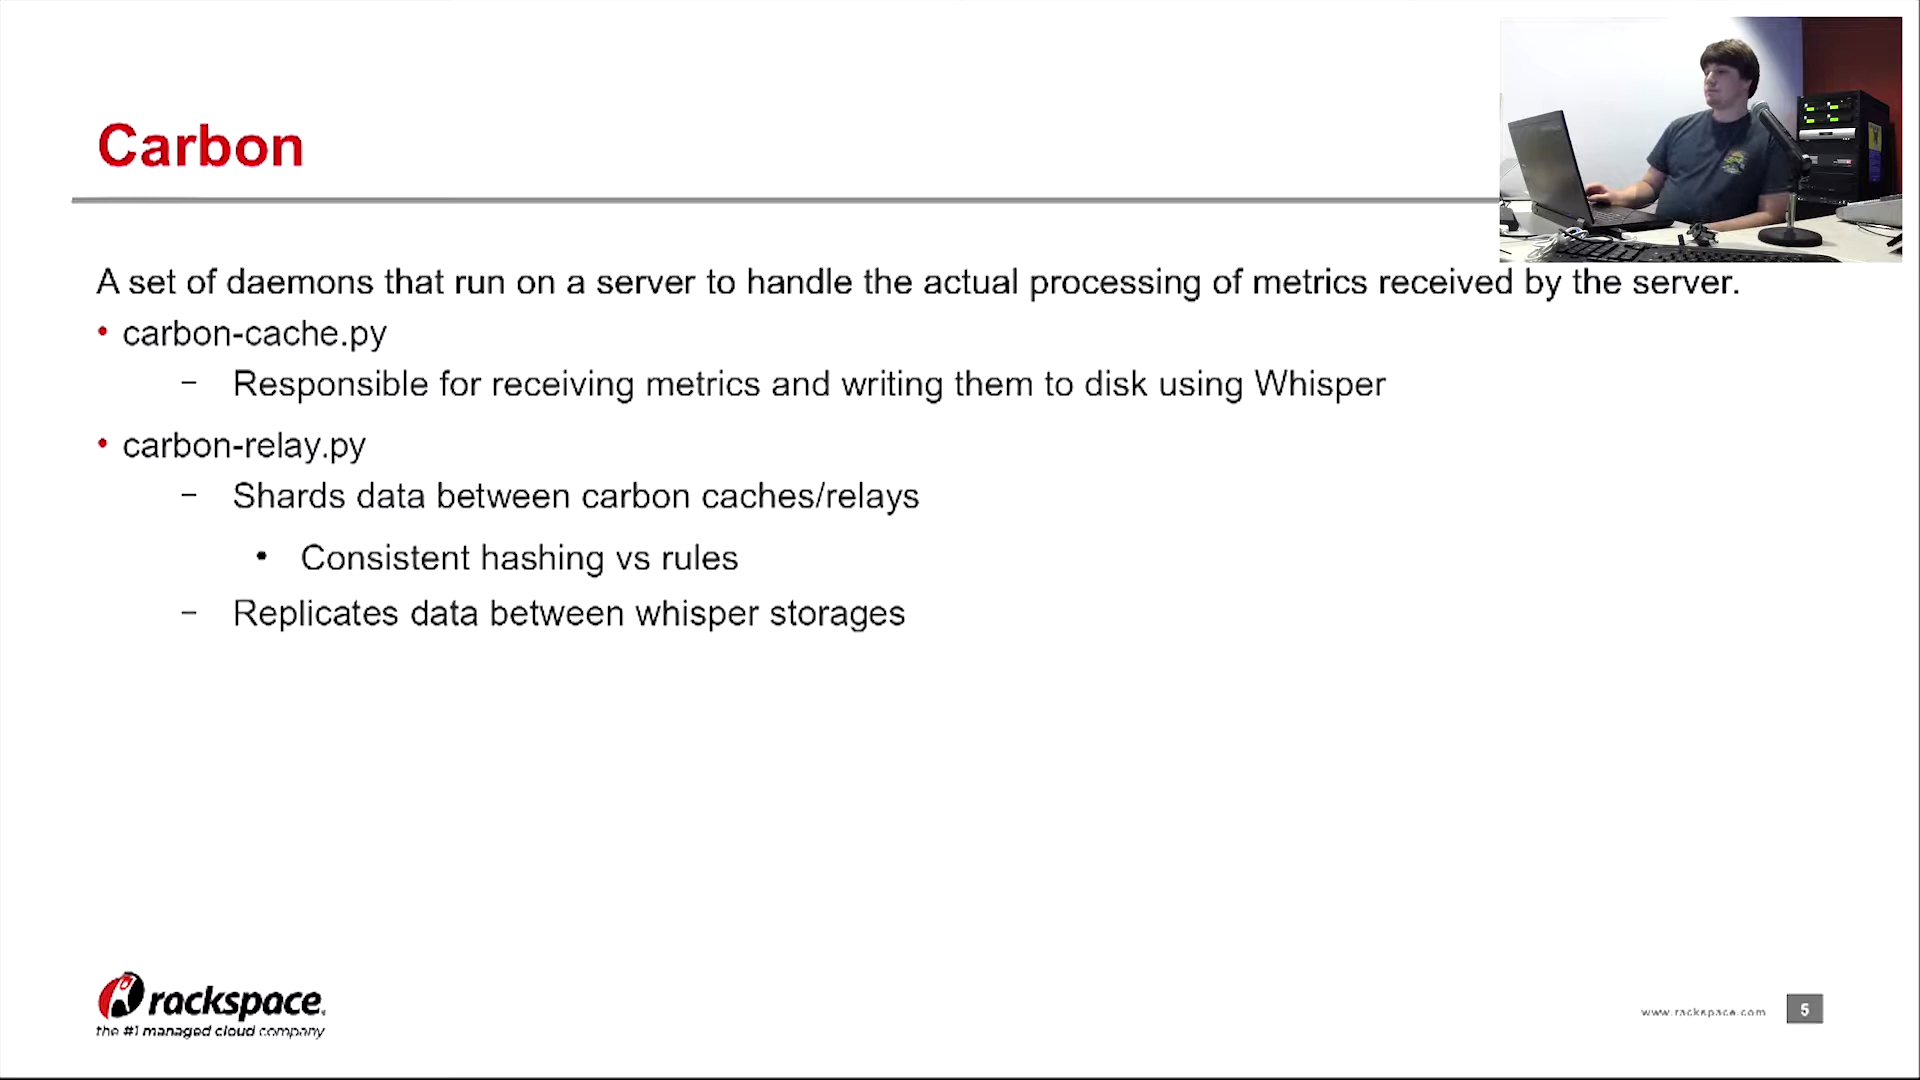 Carbon
A set of daemons that run on a server to handle the actual processing of metrics received by the server.
• carbon-cache.py
– Responsible for receiving metrics and writing them to disk using Whisper
• carbon-relay.py
– Shards data between carbon caches/relays
• Consistent hashing vs rules
– Replicates data between whisper storages
rackspace.
the #1 managed cloud company
www.rackspace.com
5